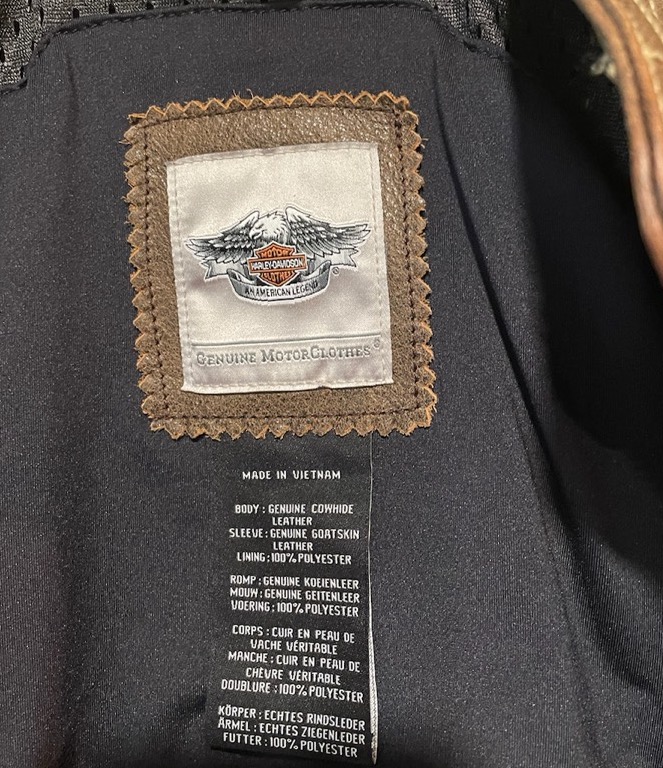 MOTOR
HARLEY-DAVIDSON
CLOTHES
AN AMERICAN LEGEND
®
GENUINE MOTORCLOTHES®
MADE IN VIETNAM
BODY : GENUINE COWHIDE
LEATHER
SLEEVE : GENUINE GOATSKIN
LEATHER
LINING : 100% POLYESTER
ROMP : GENUINE KOEIENLEER
MOUW : GENUINE GEITENLEER
VOERING : 100% POLYESTER
CORPS : CUIR EN PEAU DE
VACHE VÉRITABLE
MANCHE : CUIR EN PEAU DE
CHÈVRE VÉRITABLE
DOUBLURE : 100% POLYESTER
KÖRPER : ECHTES RINDSLEDER
ÄRMEL : ECHTES ZIEGENLEDER
FUTTER : 100% POLYESTER